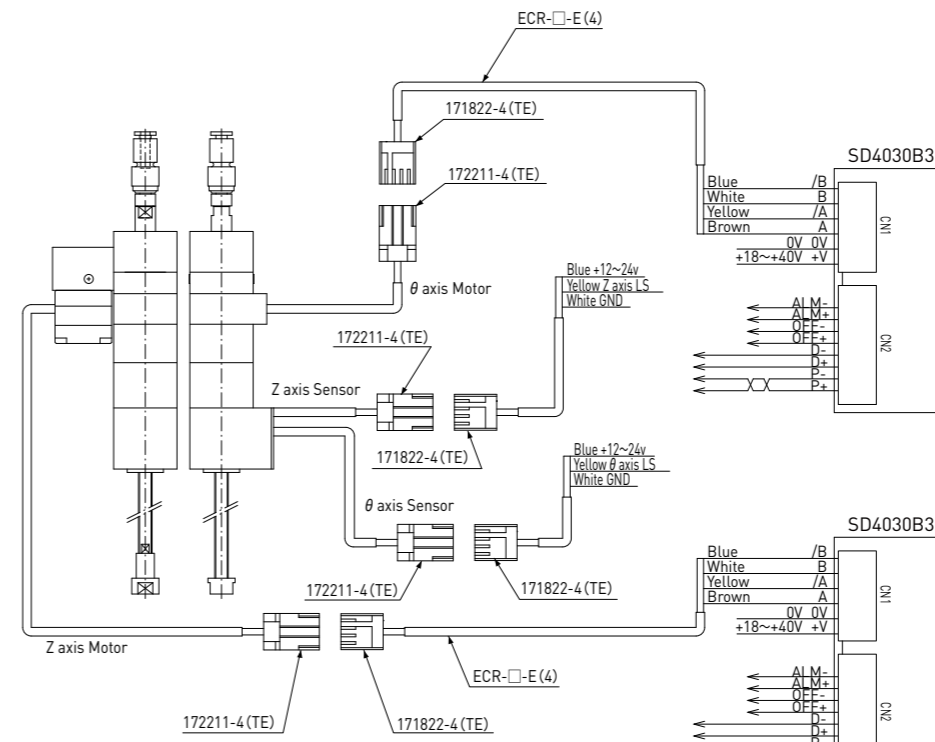 ECR-□-E(4)
171822-4(TE)
172211-4(TE)
θ axis Motor
SD4030B3
Blue /B
White B
Yellow /A
Brown A
0V 0V
+18~+40V +V
CN1
ALM-
ALM+
OFF-
OFF+
D-
D+
P-
P+
CN2
Blue +12~24v
Yellow Z axis LS
White GND
172211-4(TE)
Z axis Sensor
171822-4(TE)
Blue +12~24v
Yellow θ axis LS
White GND
θ axis Sensor
172211-4(TE)
171822-4(TE)
SD4030B3
Blue /B
White B
Yellow /A
Brown A
0V 0V
+18~+40V +V
CN1
Z axis Motor
ECR-□-E(4)
172211-4(TE)
171822-4(TE)
ALM-
ALM+
OFF-
OFF+
D-
D+
CN2